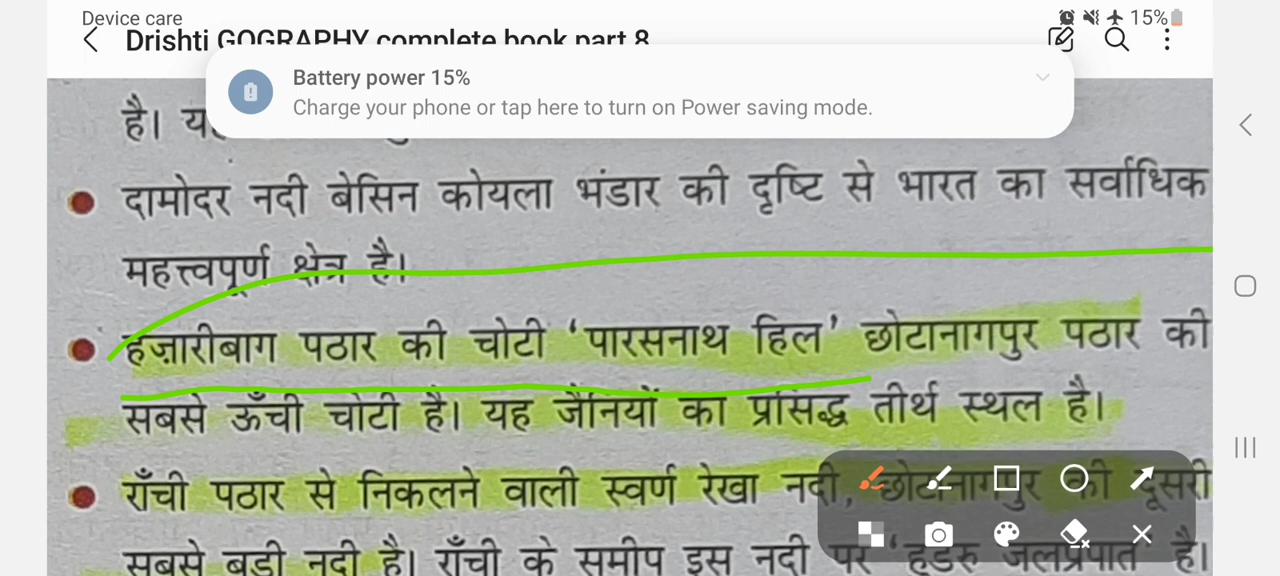 Device care
15%
Drishti GOGRAPHY complete book part 8
Battery power 15%
Charge your phone or tap here to turn on Power saving mode.
है।
दामोदर नदी बेसिन कोयला भंडार की दृष्टि से भारत का सर्वाधिक
महत्त्वपूर्ण क्षेत्र है।
हज़ारीबाग पठार की चोटी ‘पारसनाथ हिल’ छोटानागपुर पठार की
सबसे ऊँची चोटी है। यह जैनियों का प्रसिद्ध तीर्थ स्थल है।
राँची पठार से निकलने वाली स्वर्ण रेखा नदी, छोटानागपुर की दूसरी
सबसे बड़ी नदी है। राँची के समीप इस नदी पर ‘हुंडरु जलप्रपात’ है।